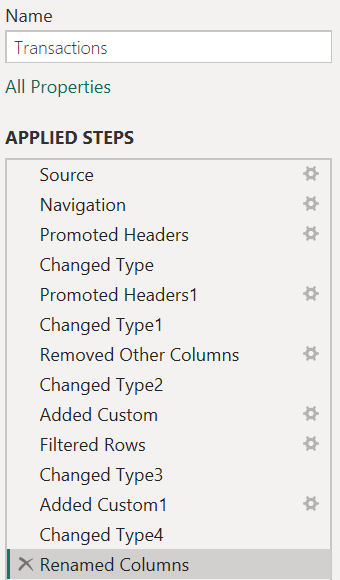 Name
Transactions
All Properties
APPLIED STEPS
Source
Navigation
Promoted Headers
Changed Type
Promoted Headers1
Changed Type1
Removed Other Columns
Changed Type2
Added Custom
Filtered Rows
Changed Type3
Added Custom1
Changed Type4
Renamed Columns